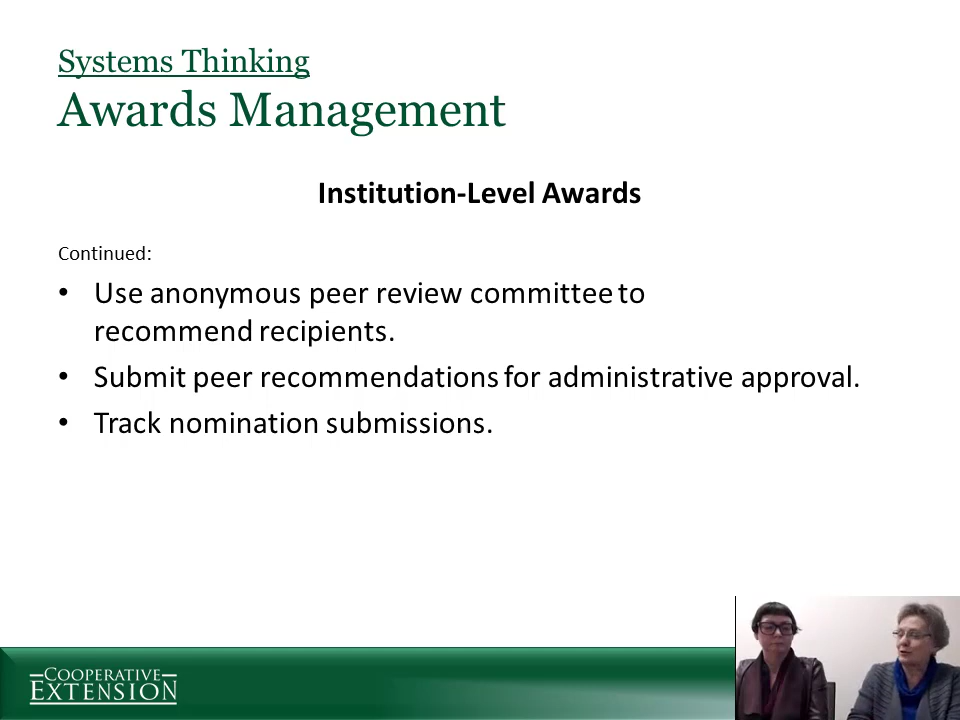 Systems Thinking
Awards Management
Institution-Level Awards
Continued:
• Use anonymous peer review committee to
recommend recipients.
• Submit peer recommendations for administrative approval.
• Track nomination submissions.
COOPERATIVE
EXTENSION